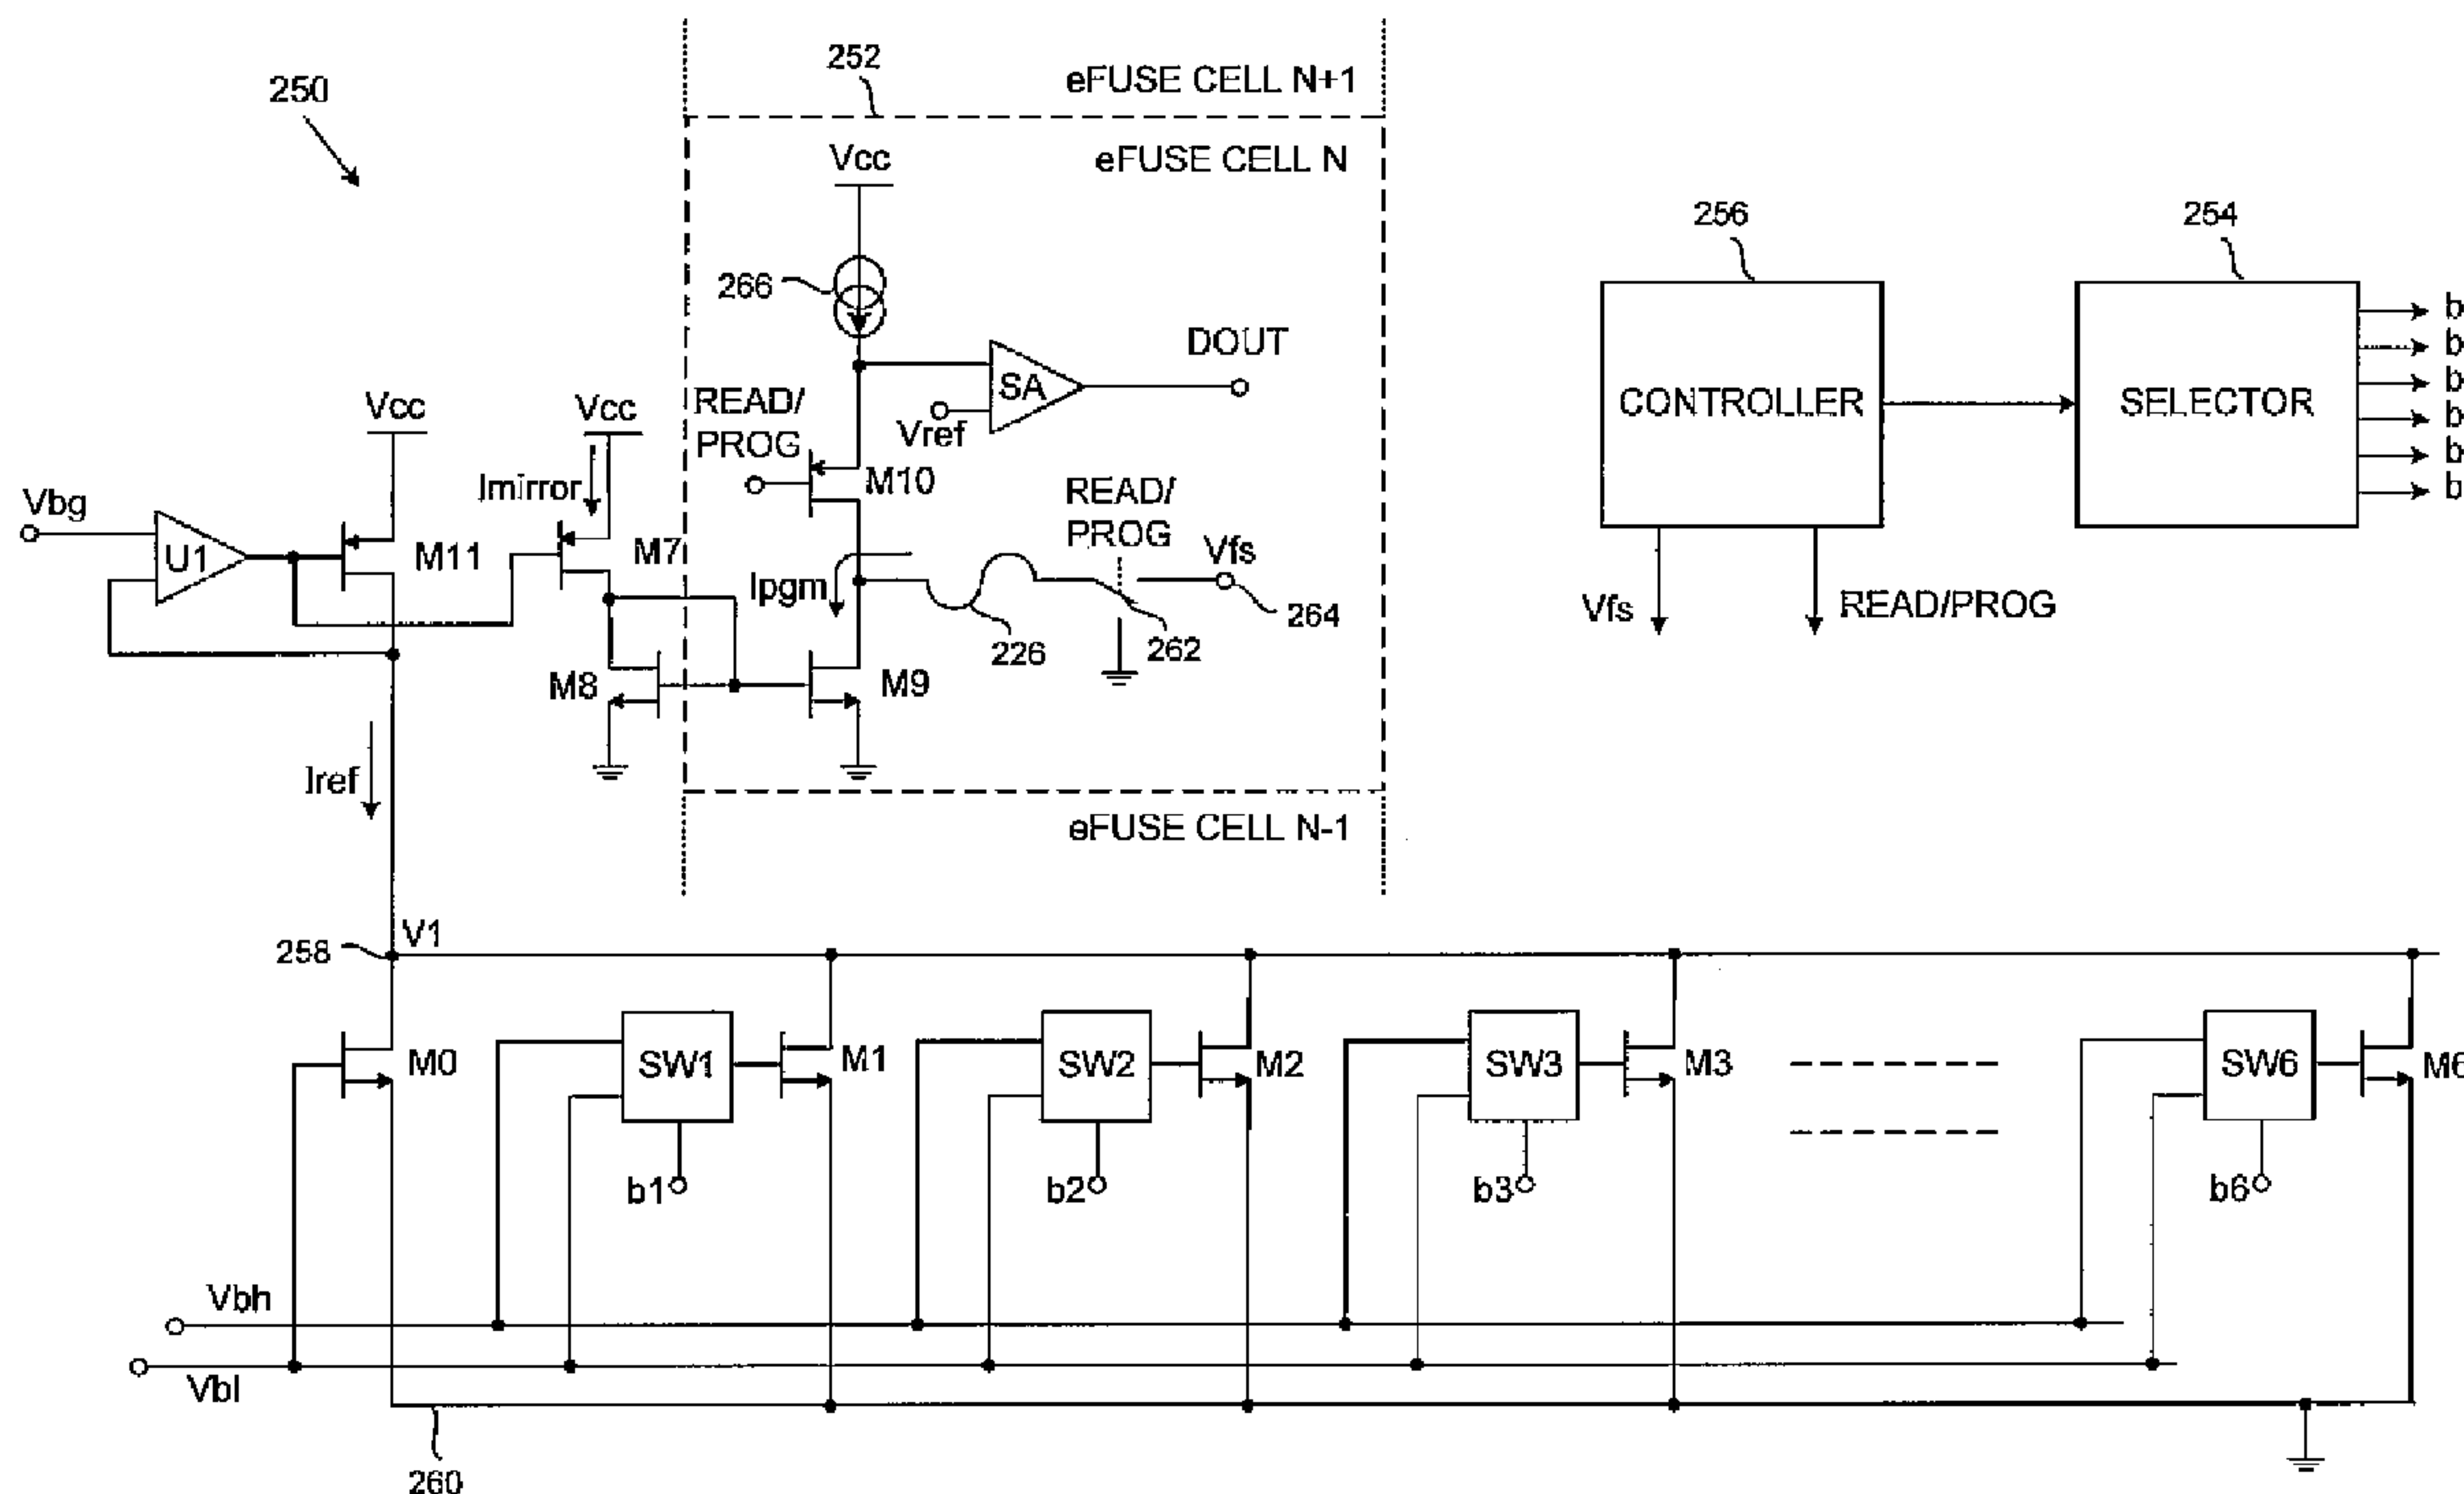 250
252
eFUSE CELL N+1
eFUSE CELL N
Vcc
266
SA
DOUT
Vref
READ/
PROG
M10
Vcc
Vcc
Imirror
Vbg
U1
M11
M7
Ipgm
READ/
PROG
Vfs
264
226
262
M8
M9
Iref
eFUSE CELL N-1
256
254
CONTROLLER
SELECTOR
b
b
b
b
b
b
Vfs
READ/PROG
V1
258
M0
SW1
M1
SW2
M2
SW3
M3
SW6
M6
b1
b2
b3
b6
Vbh
Vbl
260